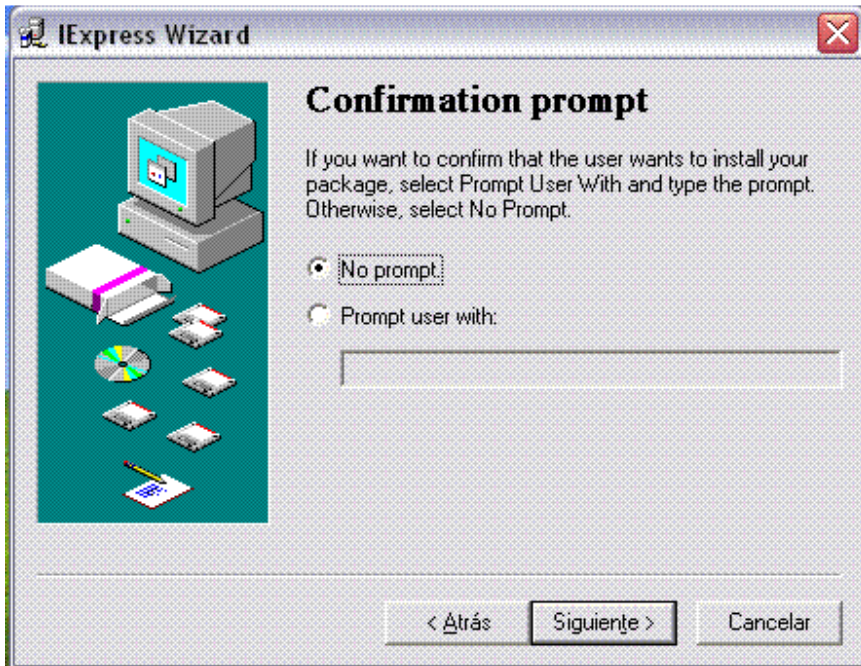 IExpress Wizard
Confirmation prompt
If you want to confirm that the user wants to install your
package, select Prompt User With and type the prompt.
Otherwise, select No Prompt.
No prompt.
Prompt user with:
< Atrás
Siguiente >
Cancelar